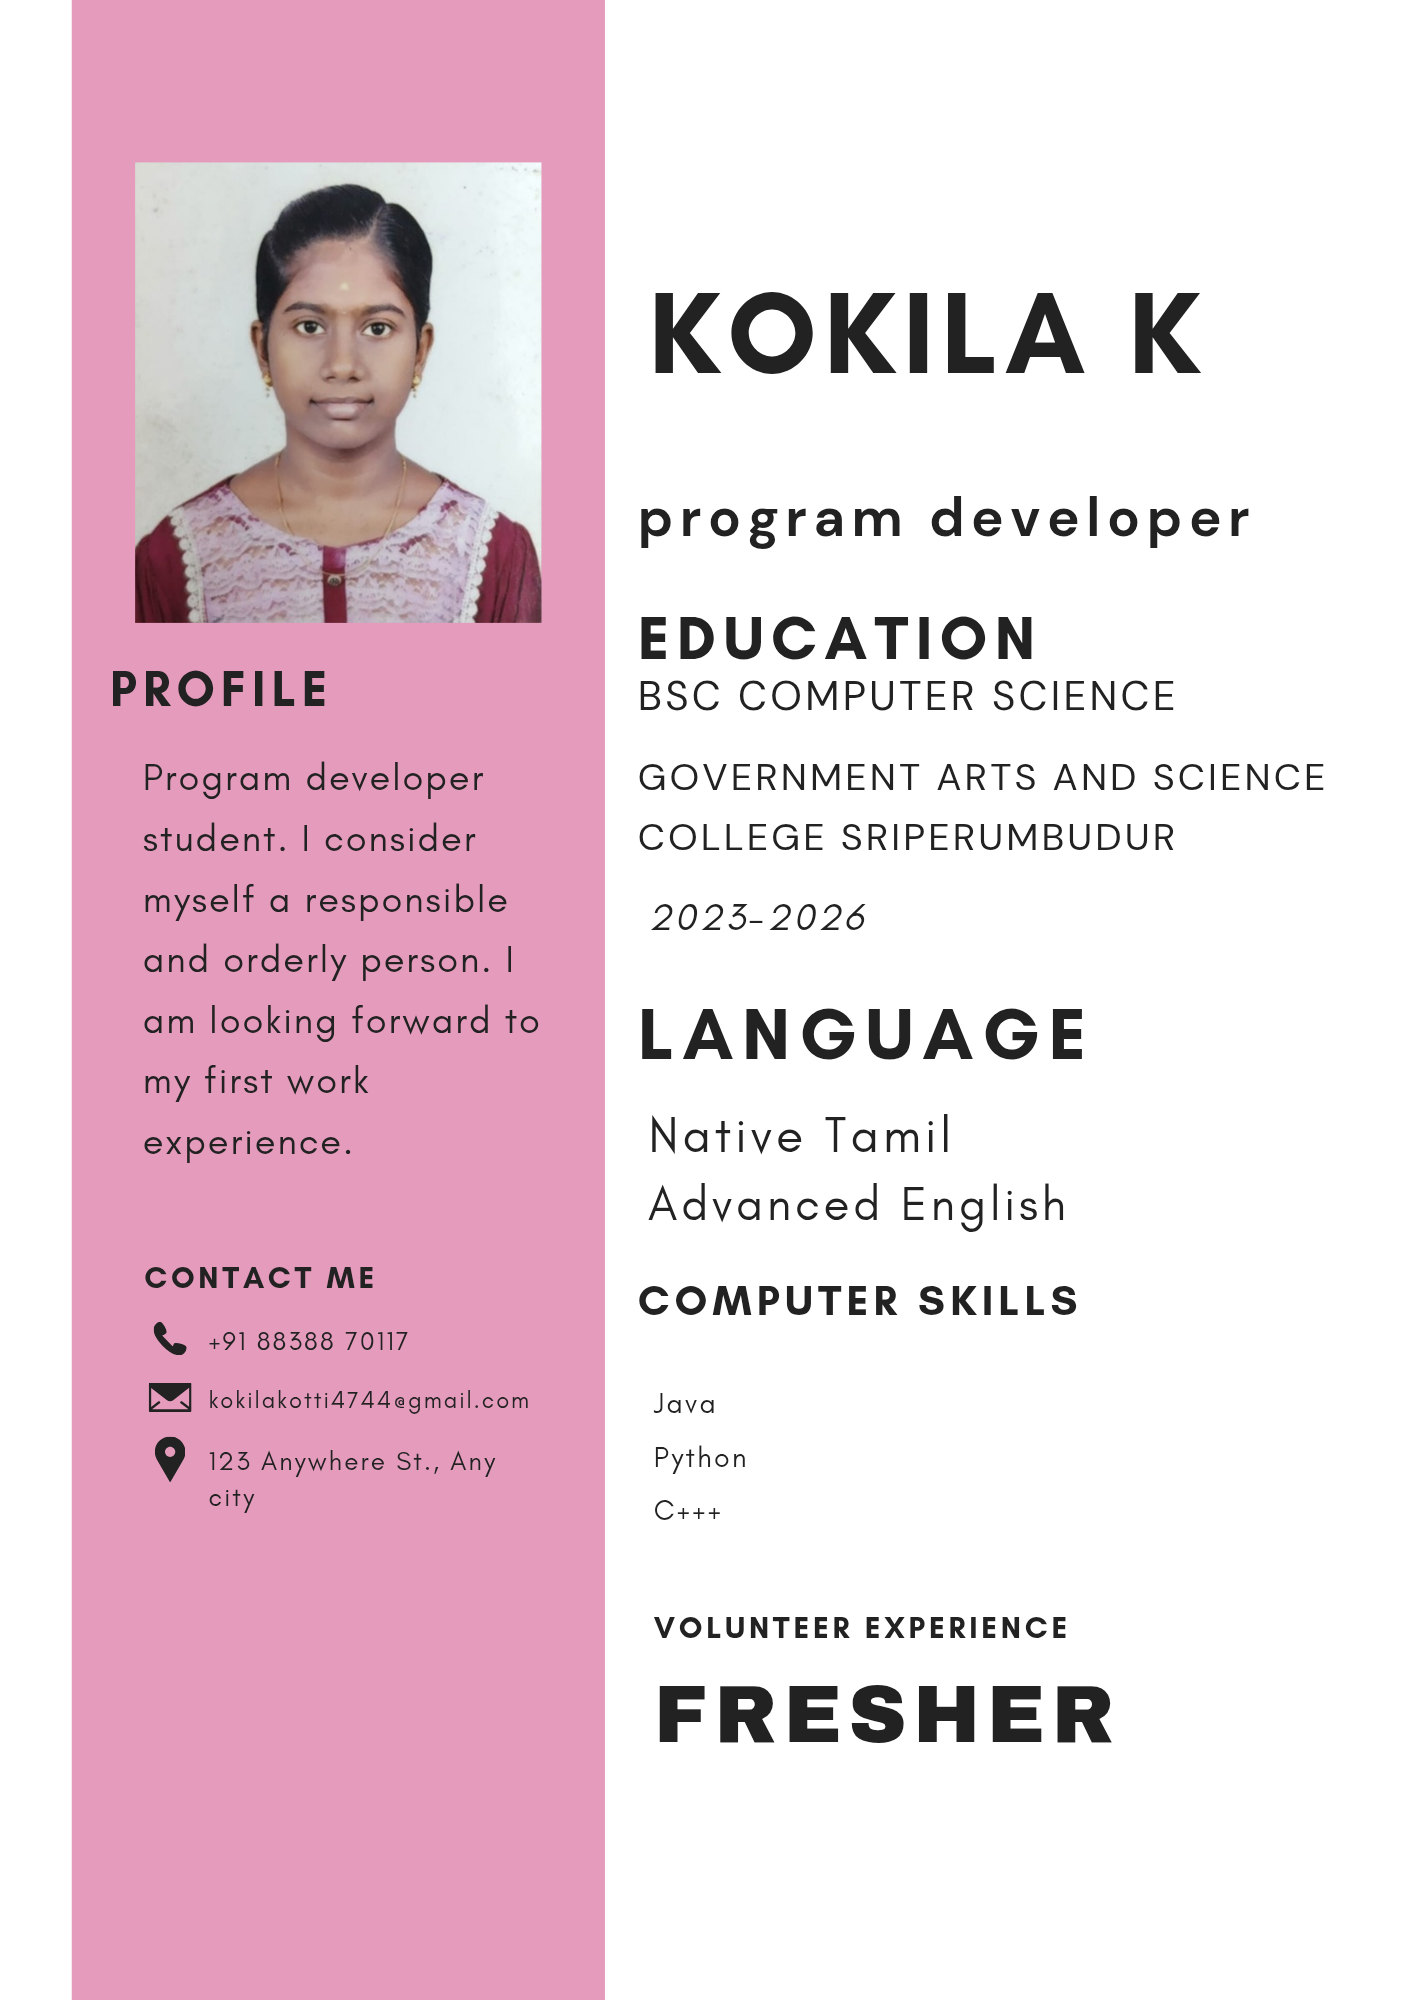 KOKILA K
program developer
PROFILE
Program developer
student. I consider
myself a responsible
and orderly person. I
am looking forward to
my first work
experience.
CONTACT ME
+91 88388 70117
kokilakotti4744@gmail.com
123 Anywhere St., Any
city
EDUCATION
BSC COMPUTER SCIENCE
GOVERNMENT ARTS AND SCIENCE
COLLEGE SRIPERUMBUDUR
2023-2026
LANGUAGE
Native Tamil
Advanced English
COMPUTER SKILLS
Java
Python
C+++
VOLUNTEER EXPERIENCE
FRESHER